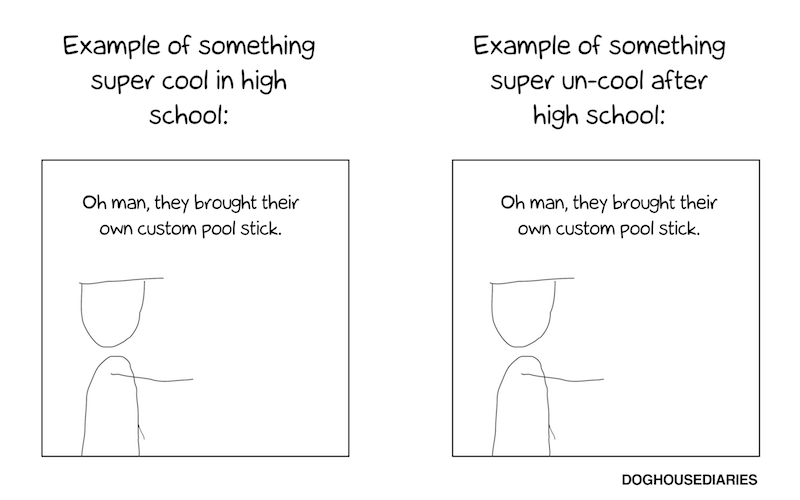 Example of something
super cool in high
school:
Oh man, they brought their
own custom pool stick.
Example of something
super un-cool after
high school:
Oh man, they brought their
own custom pool stick.
DOGHOUSEDIARIES